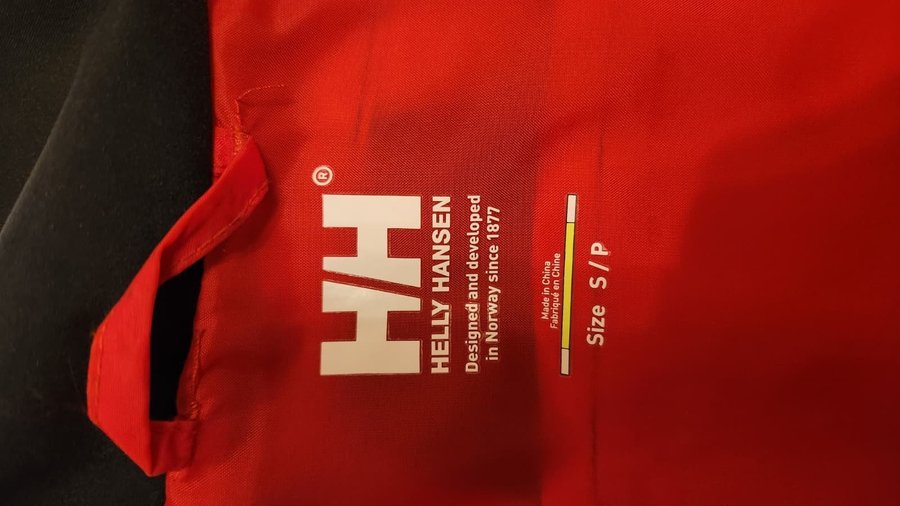 HH®
HELLY HANSEN
Designed and developed
in Norway since 1877
Made in China
Fabriqué en Chine
Size S / P